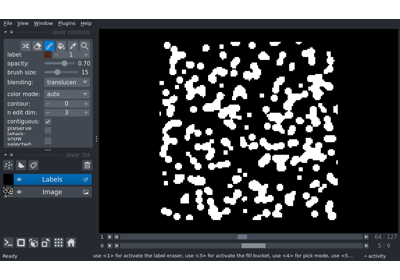 File View Window Plugins Help
layer controls
label: 1
opacity: 0.70
brush size: 15
blending: translucen
color mode: auto
contour: 0
n edit dim: 3
contiguous:
preserve
labels:
show
selected:
layer list
Labels
Image
1 64 127
0 5 9
Ready use <1> for activate the label eraser, use <3> for activate the fill bucket, use <4> for pick mode, use <5... activity